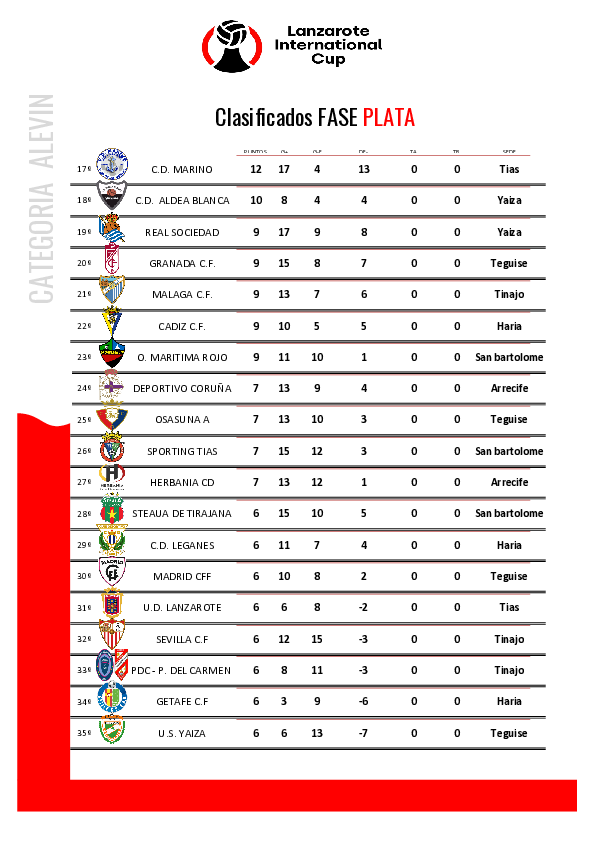 Lanzarote
International
Cup
Clasificados FASE PLATA
CATEGORIA ALEVIN
PUNTOS G+ DE- TA TR SEDE
17º C.D. MARINO 12 17 4 13 0 0 Tias
18º C.D. ALDEA BLANCA 10 8 4 4 0 0 Yaiza
19º REAL SOCIEDAD 9 17 9 8 0 0 Yaiza
20º GRANADA C.F. 9 15 8 7 0 0 Teguise
21º MALAGA C.F. 9 13 7 6 0 0 Tinajo
22º CADIZ C.F. 9 10 5 5 0 0 Haria
23º O. MARITIMA ROJO 9 11 10 1 0 0 San bartolome
24º DEPORTIVO CORUÑA 7 13 9 4 0 0 Arrecife
25º OSASUNA A 7 13 10 3 0 0 Teguise
26º SPORTING TIAS 7 15 12 3 0 0 San bartolome
27º HERBANIA CD 7 13 12 1 0 0 Arrecife
28º STEAUA DE TIRAJANA 6 15 10 5 0 0 San bartolome
29º C.D. LEGANES 6 11 7 4 0 0 Haria
30º MADRID CFF 6 10 8 2 0 0 Teguise
31º U.D. LANZAROTE 6 6 8 -2 0 0 Tias
32º SEVILLA C.F 6 12 15 -3 0 0 Tinajo
33º PDC - P. DEL CARMEN 6 8 11 -3 0 0 Tinajo
34º GETAFE C.F 6 3 9 -6 0 0 Haria
35º U.S. YAIZA 6 6 13 -7 0 0 Teguise